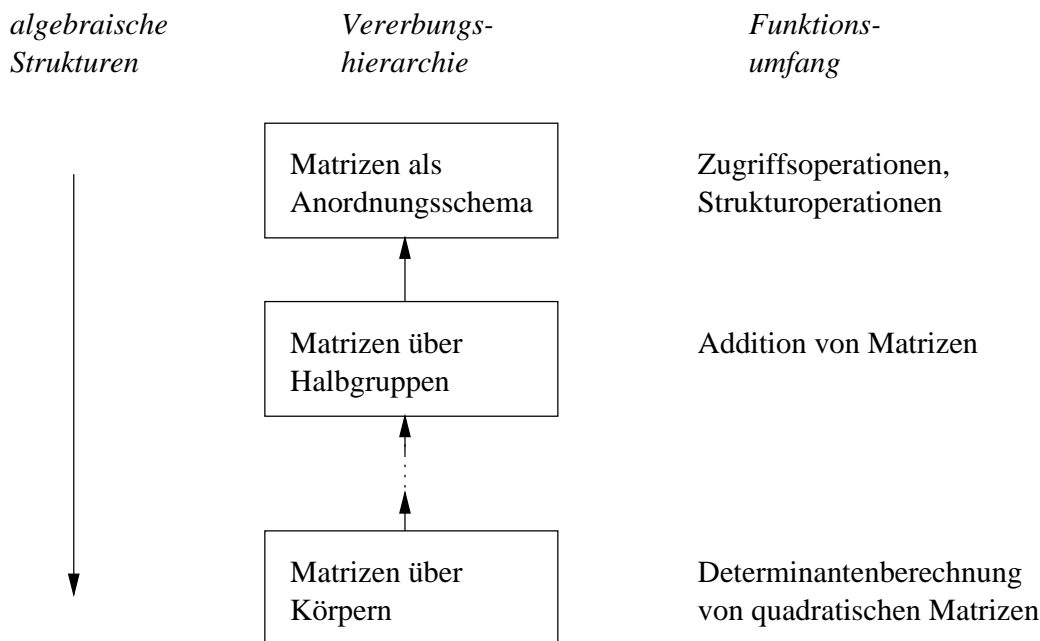 algebraische
Strukturen
Vererbungs-
hierarchie
Funktions-
umfang
Matrizen als
Anordnungsschema
Zugriffsoperationen,
Strukturoperationen
Matrizen über
Halbgruppen
Addition von Matrizen
Matrizen über
Körpern
Determinantenberechnung
von quadratischen Matrizen